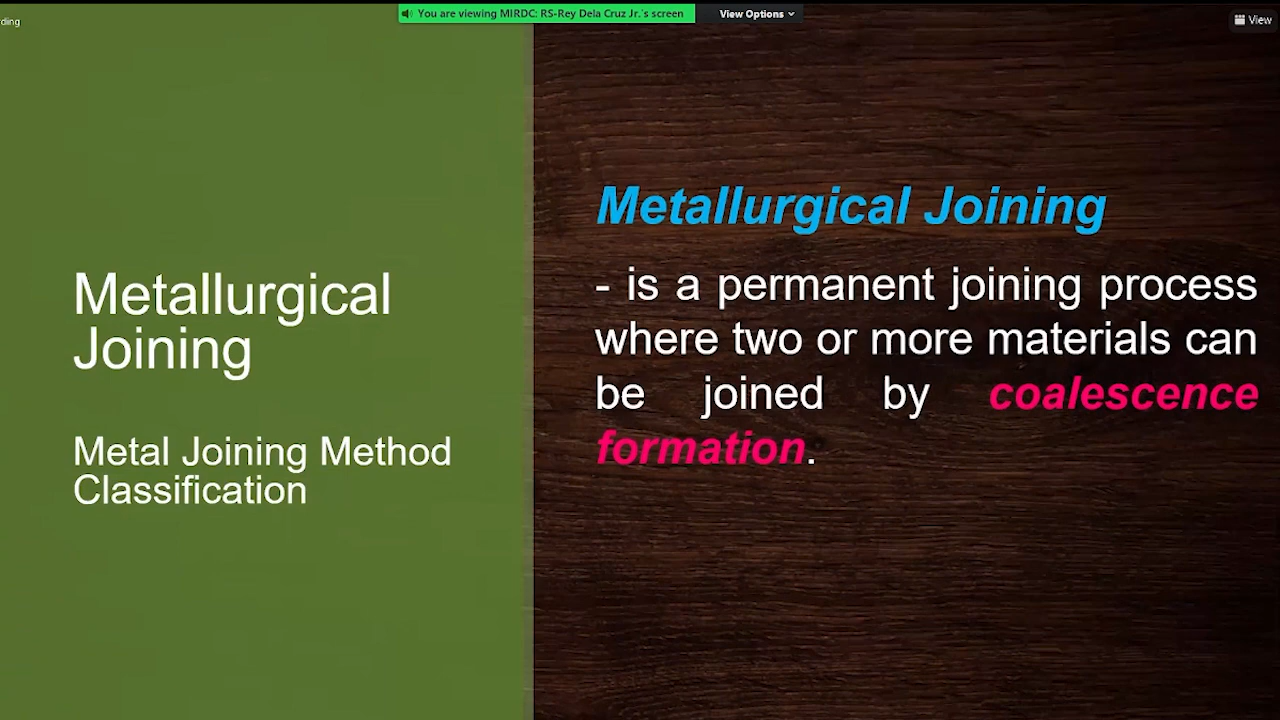 You are viewing MIRDC: RS-Rey Dela Cruz Jr.'s screen
View Options
View
Metallurgical
Joining
Metal Joining Method
Classification
Metallurgical Joining
- is a permanent joining process
where two or more materials can
be joined by coalescence
formation.